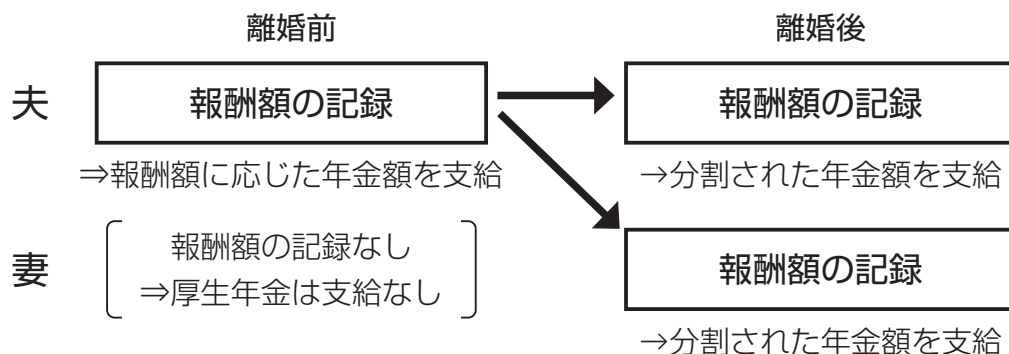 離婚前
離婚後
夫
報酬額の記録
報酬額の記録
⇒報酬額に応じた年金額を支給
→分割された年金額を支給
妻
報酬額の記録なし
⇒厚生年金は支給なし
報酬額の記録
→分割された年金額を支給